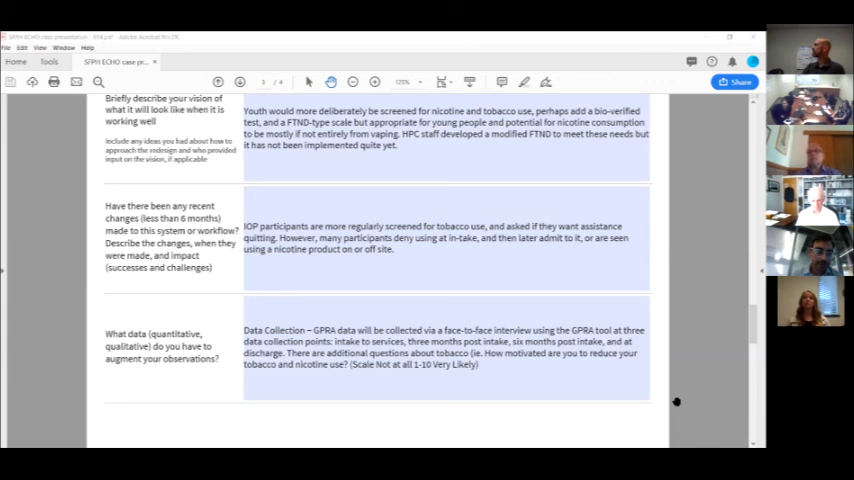 SFPH ECHO case presentation - EF4.pdf - Adobe Acrobat Pro DC
File Edit View Window Help
Home Tools SFPH ECHO case pr... ×
3 / 4 125% Share
Briefly describe your vision of
what it will look like when it is
working well
Include any ideas you had about how to
approach the redesign and who provided
input on the vision, if applicable
Youth would more deliberately be screened for nicotine and tobacco use, perhaps add a bio-verified
test, and a FTND-type scale but appropriate for young people and potential for nicotine consumption
to be mostly if not entirely from vaping. HPC staff developed a modified FTND to meet these needs but
it has not been implemented quite yet.
Have there been any recent
changes (less than 6 months)
made to this system or workflow?
Describe the changes, when they
were made, and impact
(successes and challenges)
IOP participants are more regularly screened for tobacco use, and asked if they want assistance
quitting. However, many participants deny using at in-take, and then later admit to it, or are seen
using a nicotine product on or off site.
What data (quantitative,
qualitative) do you have to
augment your observations?
Data Collection – GPRA data will be collected via a face-to-face interview using the GPRA tool at three
data collection points: intake to services, three months post intake, six months post intake, and at
discharge. There are additional questions about tobacco (ie. How motivated are you to reduce your
tobacco and nicotine use? (Scale Not at all 1-10 Very Likely)